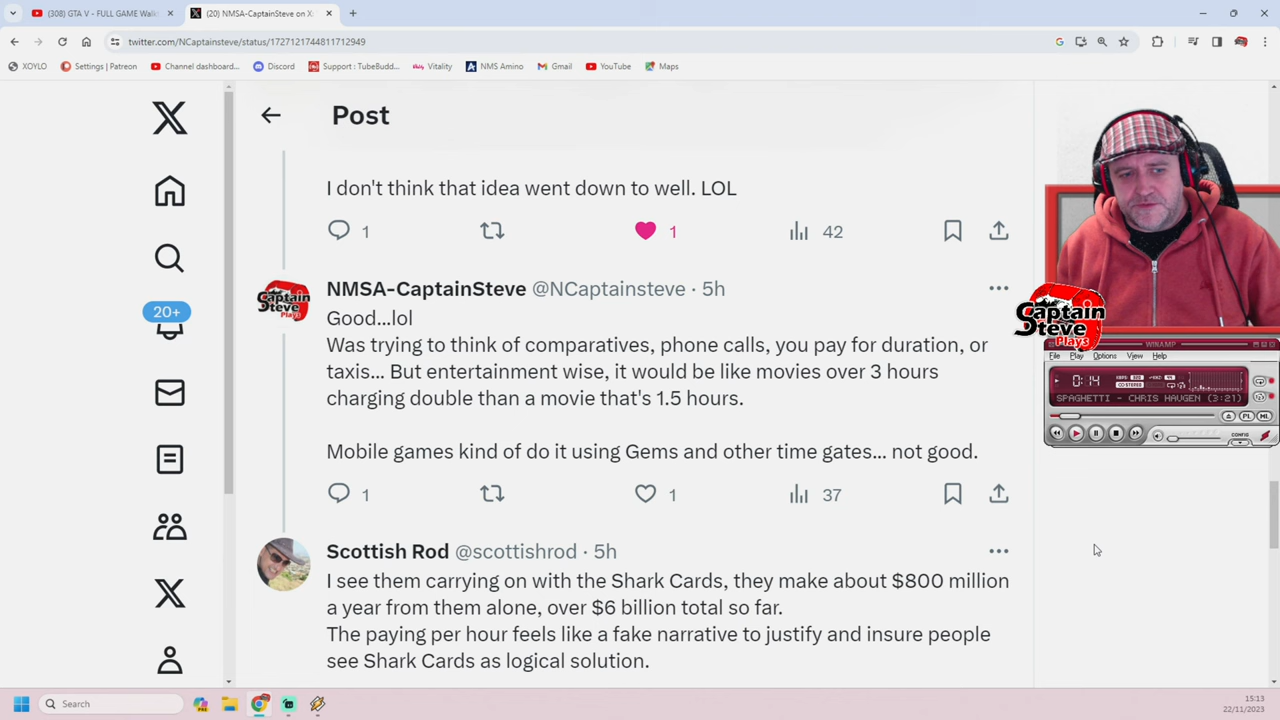 (308) GTA V - FULL GAME Walk
(20) NMSA-CaptainSteve on X
twitter.com/NCaptainsteve/status/1727121744811712949
XOYLO
Settings | Patreon
Channel dashboard...
Discord
Support : TubeBudd...
Vitality
NMS Amino
Gmail
YouTube
Maps
Post
I don't think that idea went down to well. LOL
1
1
42
NMSA-CaptainSteve @NCaptainsteve · 5h
Good...lol
Was trying to think of comparatives, phone calls, you pay for duration, or
taxis... But entertainment wise, it would be like movies over 3 hours
charging double than a movie that's 1.5 hours.
Mobile games kind of do it using Gems and other time gates... not good.
1
1
37
20+
Scottish Rod @scottishrod · 5h
I see them carrying on with the Shark Cards, they make about $800 million
a year from them alone, over $6 billion total so far.
The paying per hour feels like a fake narrative to justify and insure people
see Shark Cards as logical solution.
Captain
Steve
Plays
Captain
Steve
Plays
WINAMP
File Play Options View Help
0:14
SPAGHETTI - CHRIS HAUGEN (3:21)
PL
ML
CONFIG
Search
15:13
22/11/2023